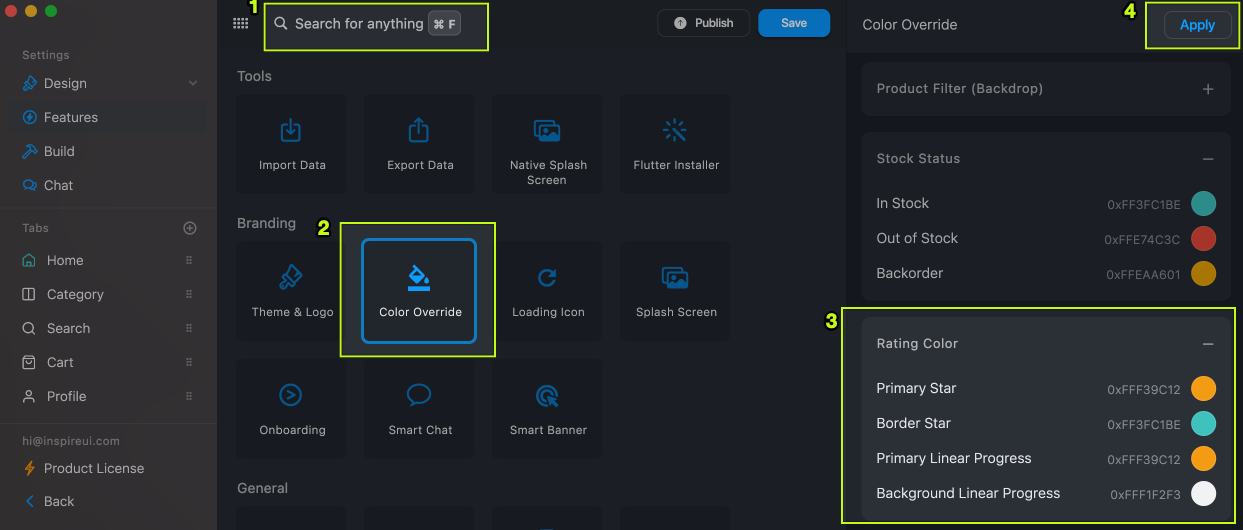 Settings
Design
Features
Build
Chat
Tabs
Home
Category
Search
Cart
Profile
hi@inspireui.com
Product License
Back
1
Search for anything ⌘ F
Publish
Save
Tools
Import Data
Export Data
Native Splash
Screen
Flutter Installer
Branding
2
Theme & Logo
Color Override
Loading Icon
Splash Screen
Onboarding
Smart Chat
Smart Banner
General
Color Override
4
Apply
Product Filter (Backdrop)
Stock Status
In Stock 0xFF3FC1BE
Out of Stock 0xFFE74C3C
Backorder 0xFFEAA601
3
Rating Color
Primary Star 0xFFF39C12
Border Star 0xFF3FC1BE
Primary Linear Progress 0xFFF39C12
Background Linear Progress 0xFFF1F2F3